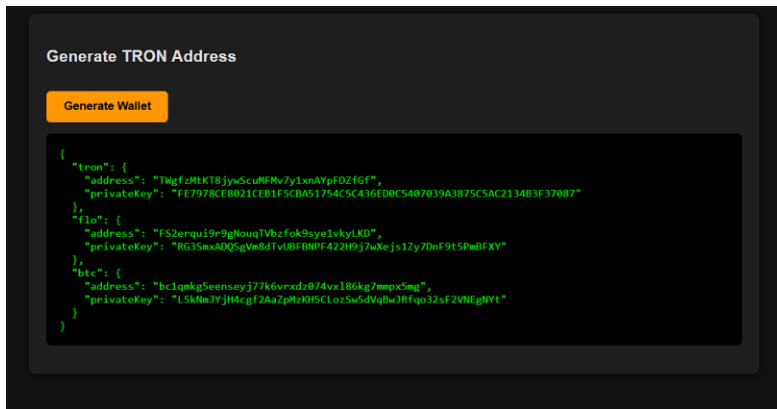 Generate TRON Address
Generate Wallet
{
"tron": {
"address": "TWgfzMtKT8jywScuMFMv7y1xnAYpFDZfGf",
"privateKey": "FE7978CE8021CEB1F5CBA51754C5C436ED0C5407039A3875C5AC2134B3F37087"
},
"flo": {
"address": "FS2erqui9r9gNouqTVbzfok9sye1vkyLKD",
"privateKey": "RG3SmxADQSgVm8dTvUBFBNPF422H9j7wXejs1Zy7DnF9t5PmBFXY"
},
"btc": {
"address": "bc1qmkg5eenseyj77k6vrxdz074vxl86kg7mmpx5mg",
"privateKey": "L5kNmJYjH4cgf2AaZpMzKH5CLozSw5dVqBwJRfqo32sF2VNEgNYt"
}
}